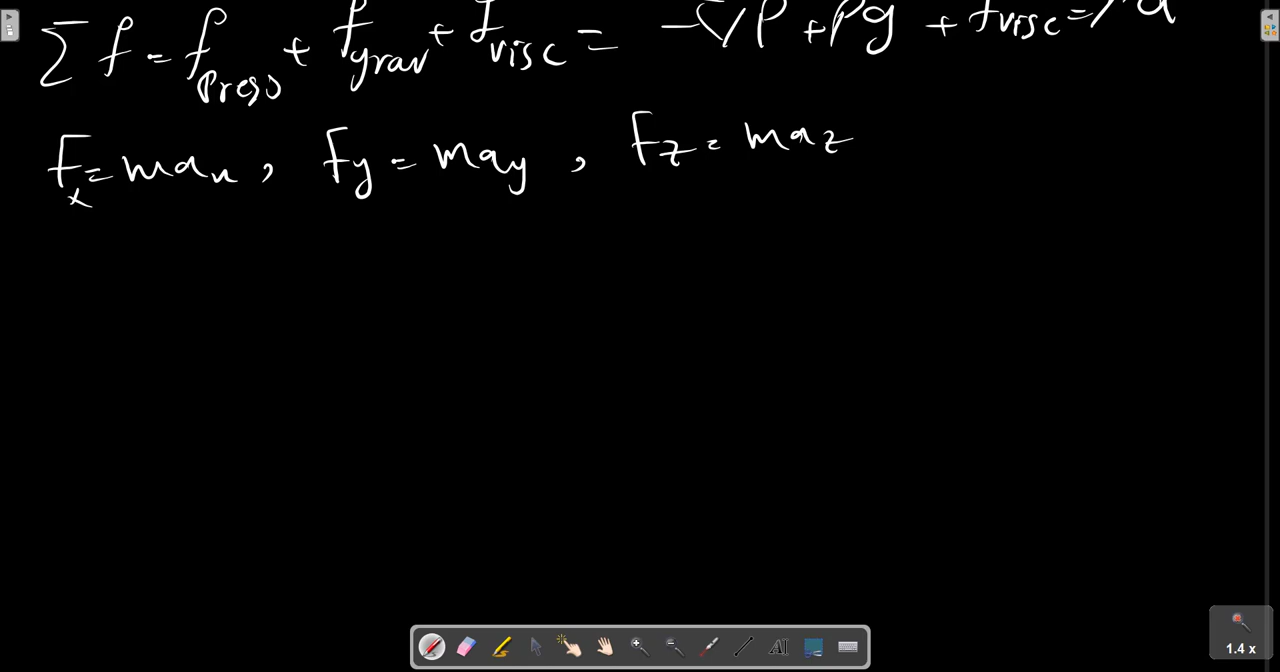 ∑ f = f_press + f_grav + f_visc = -∇P + ρg + f_visc = ρa
F_x = ma_x , F_y = ma_y , F_z = ma_z
1.4 x